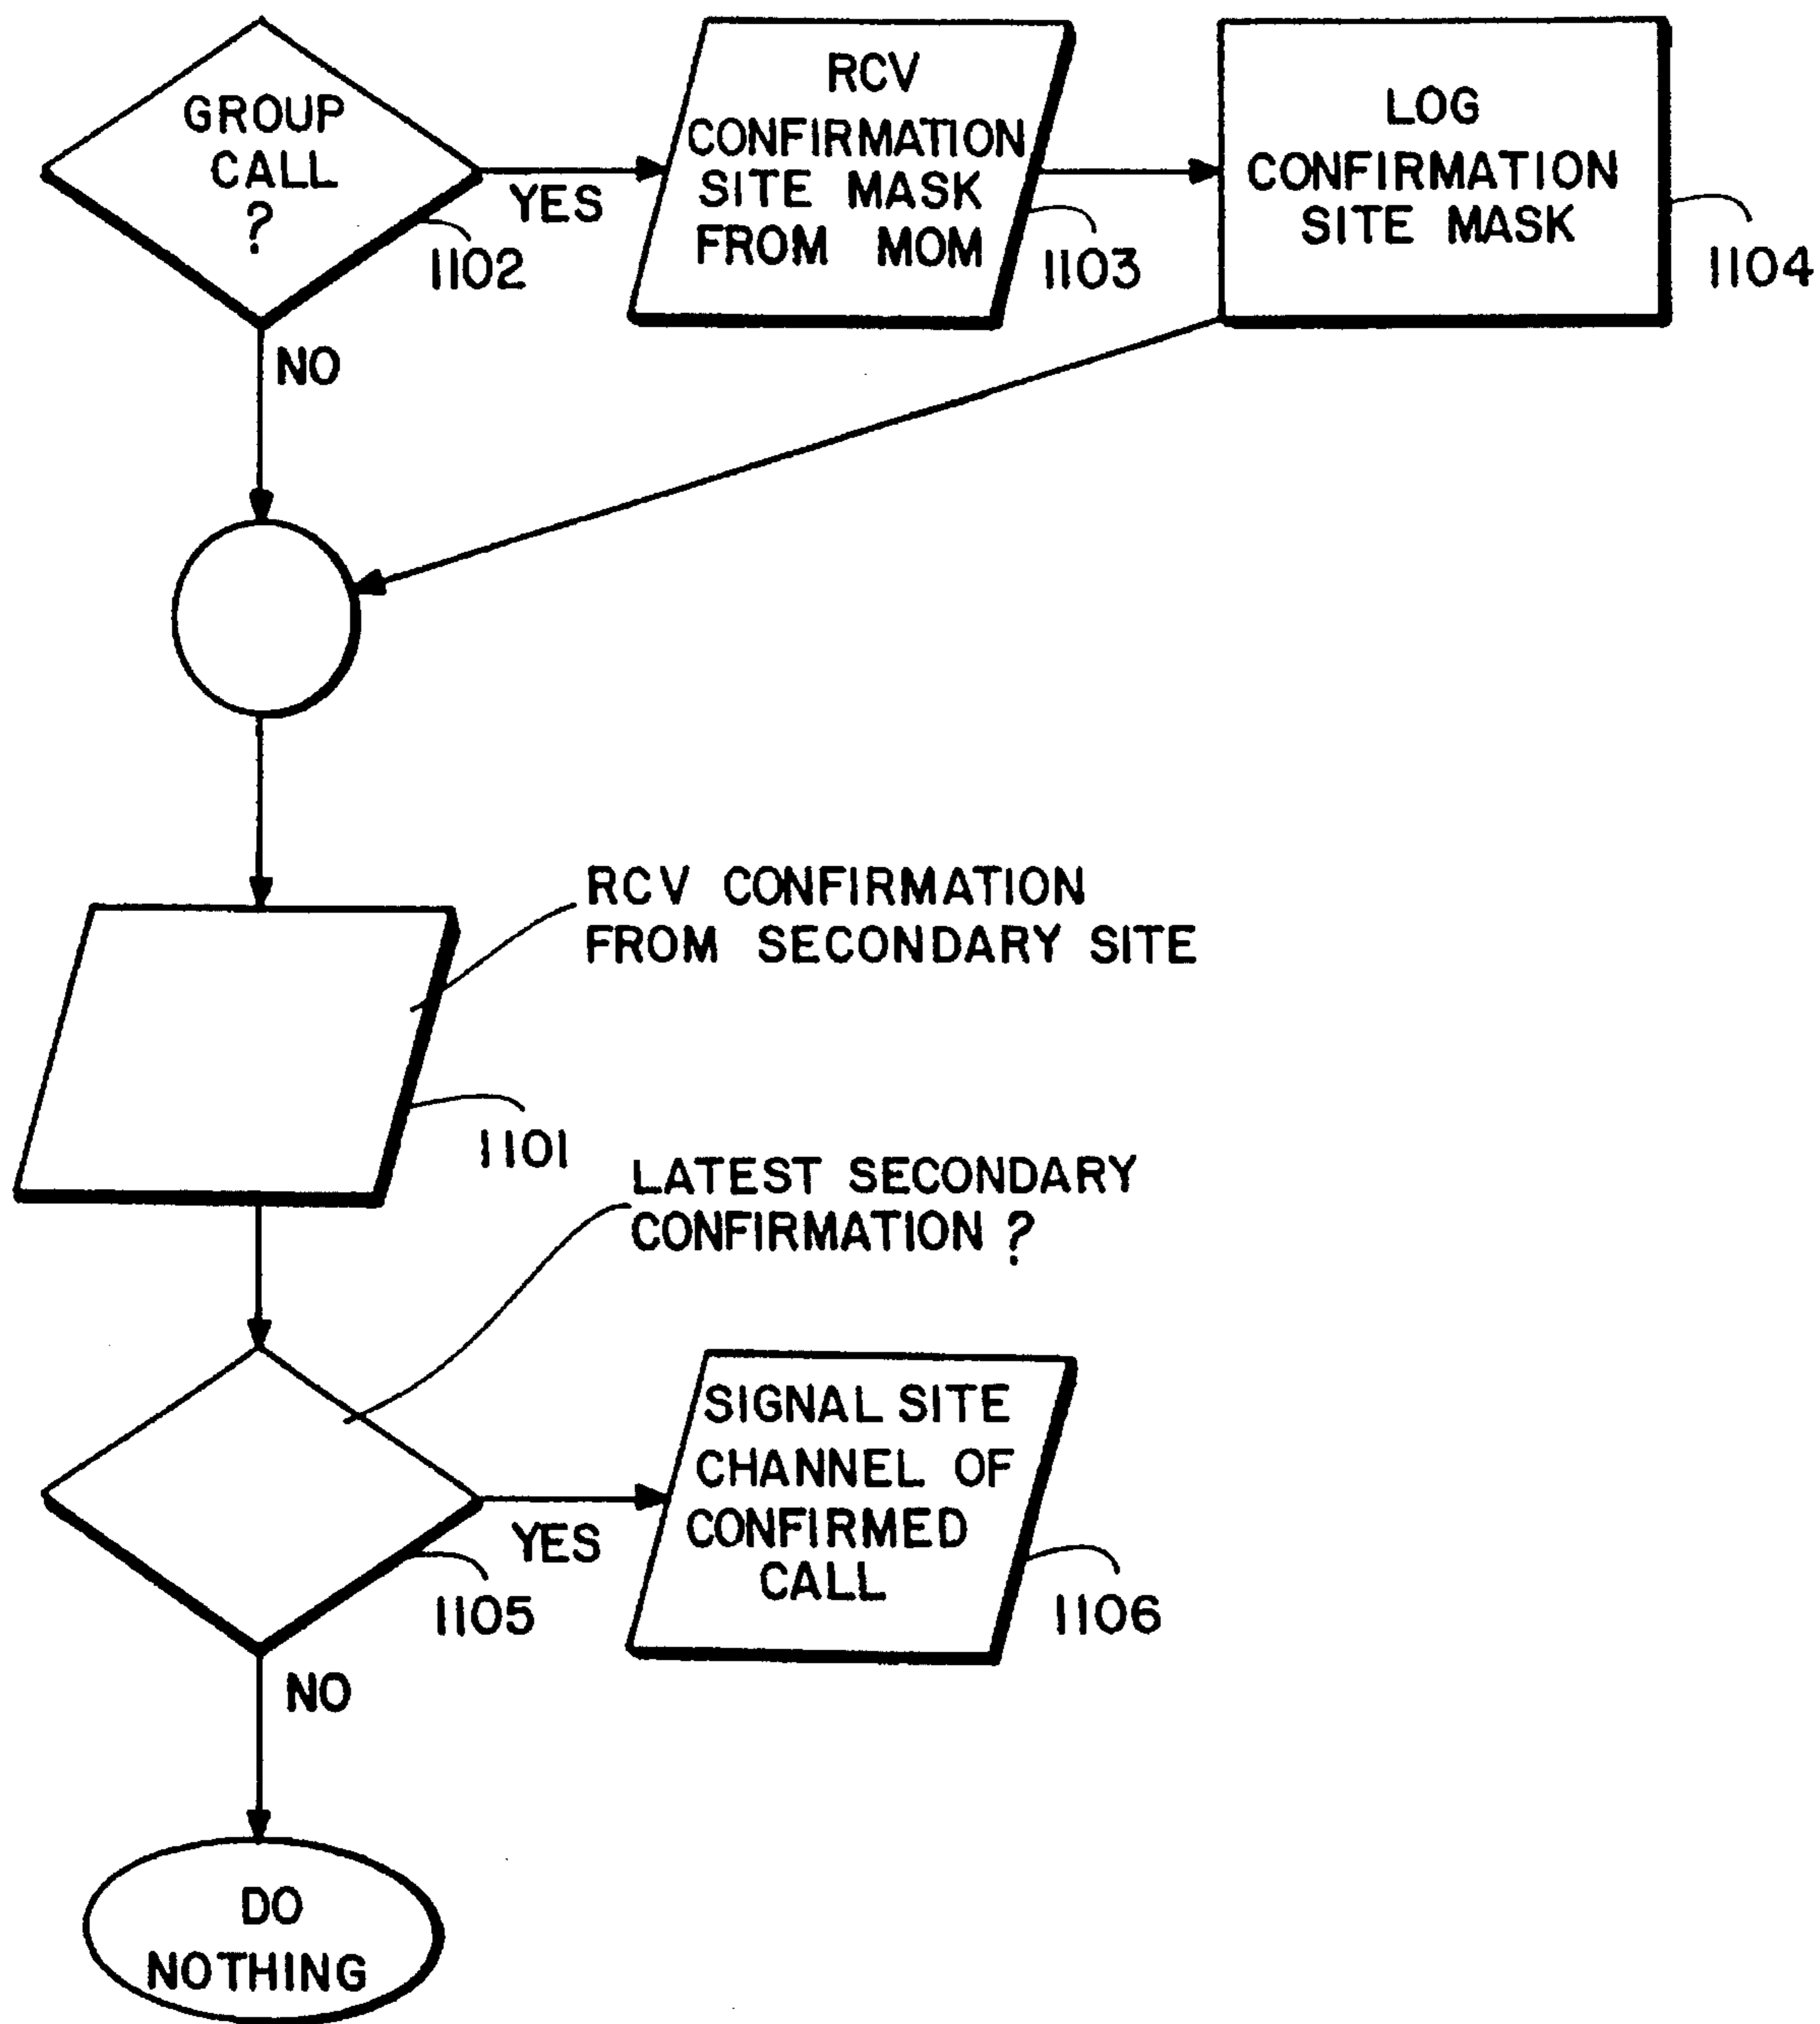 GROUP
CALL
?
YES
1102
NO
RCV
CONFIRMATION
SITE MASK
FROM MOM
1103
LOG
CONFIRMATION
SITE MASK
1104
RCV CONFIRMATION
FROM SECONDARY SITE
1101
LATEST SECONDARY
CONFIRMATION ?
YES
1105
NO
SIGNAL SITE
CHANNEL OF
CONFIRMED
CALL
1106
DO
NOTHING